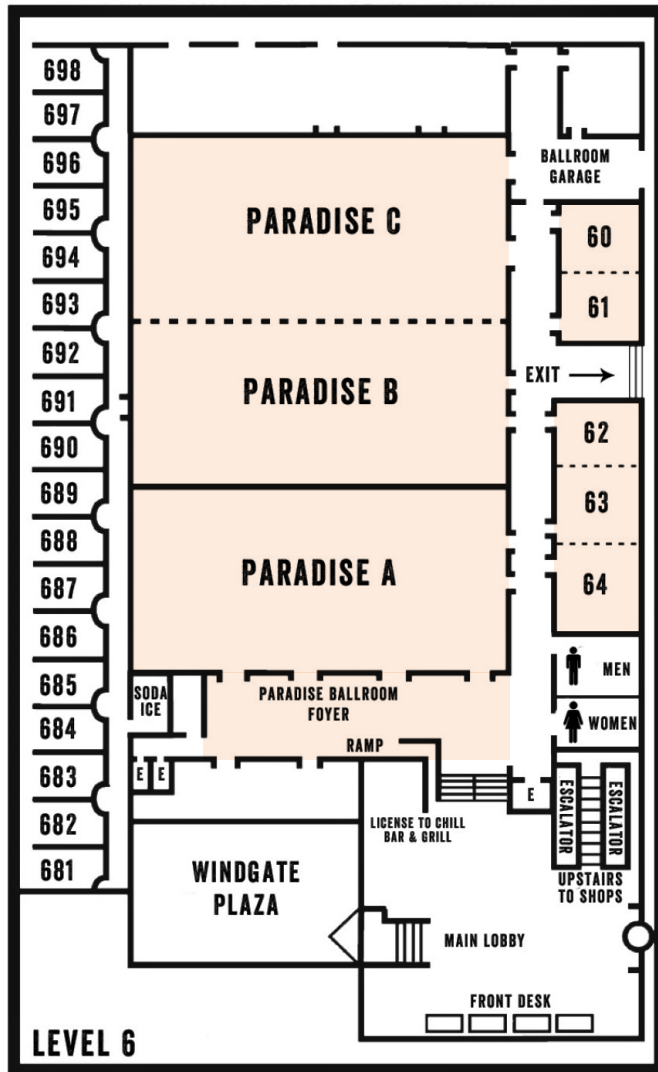 698
697
696
695
694
693
692
691
690
689
688
687
686
685
684
683
682
681
PARADISE C
PARADISE B
PARADISE A
BALLROOM
GARAGE
60
61
EXIT
62
63
64
MEN
WOMEN
SODA
ICE
PARADISE BALLROOM
FOYER
RAMP
E
E
E
LICENSE TO CHILL
BAR & GRILL
ESCALATOR
ESCALATOR
UPSTAIRS
TO SHOPS
WINDGATE
PLAZA
MAIN LOBBY
FRONT DESK
LEVEL 6